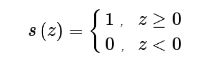 s(z) = { 1 , z ≥ 0
0 , z < 0